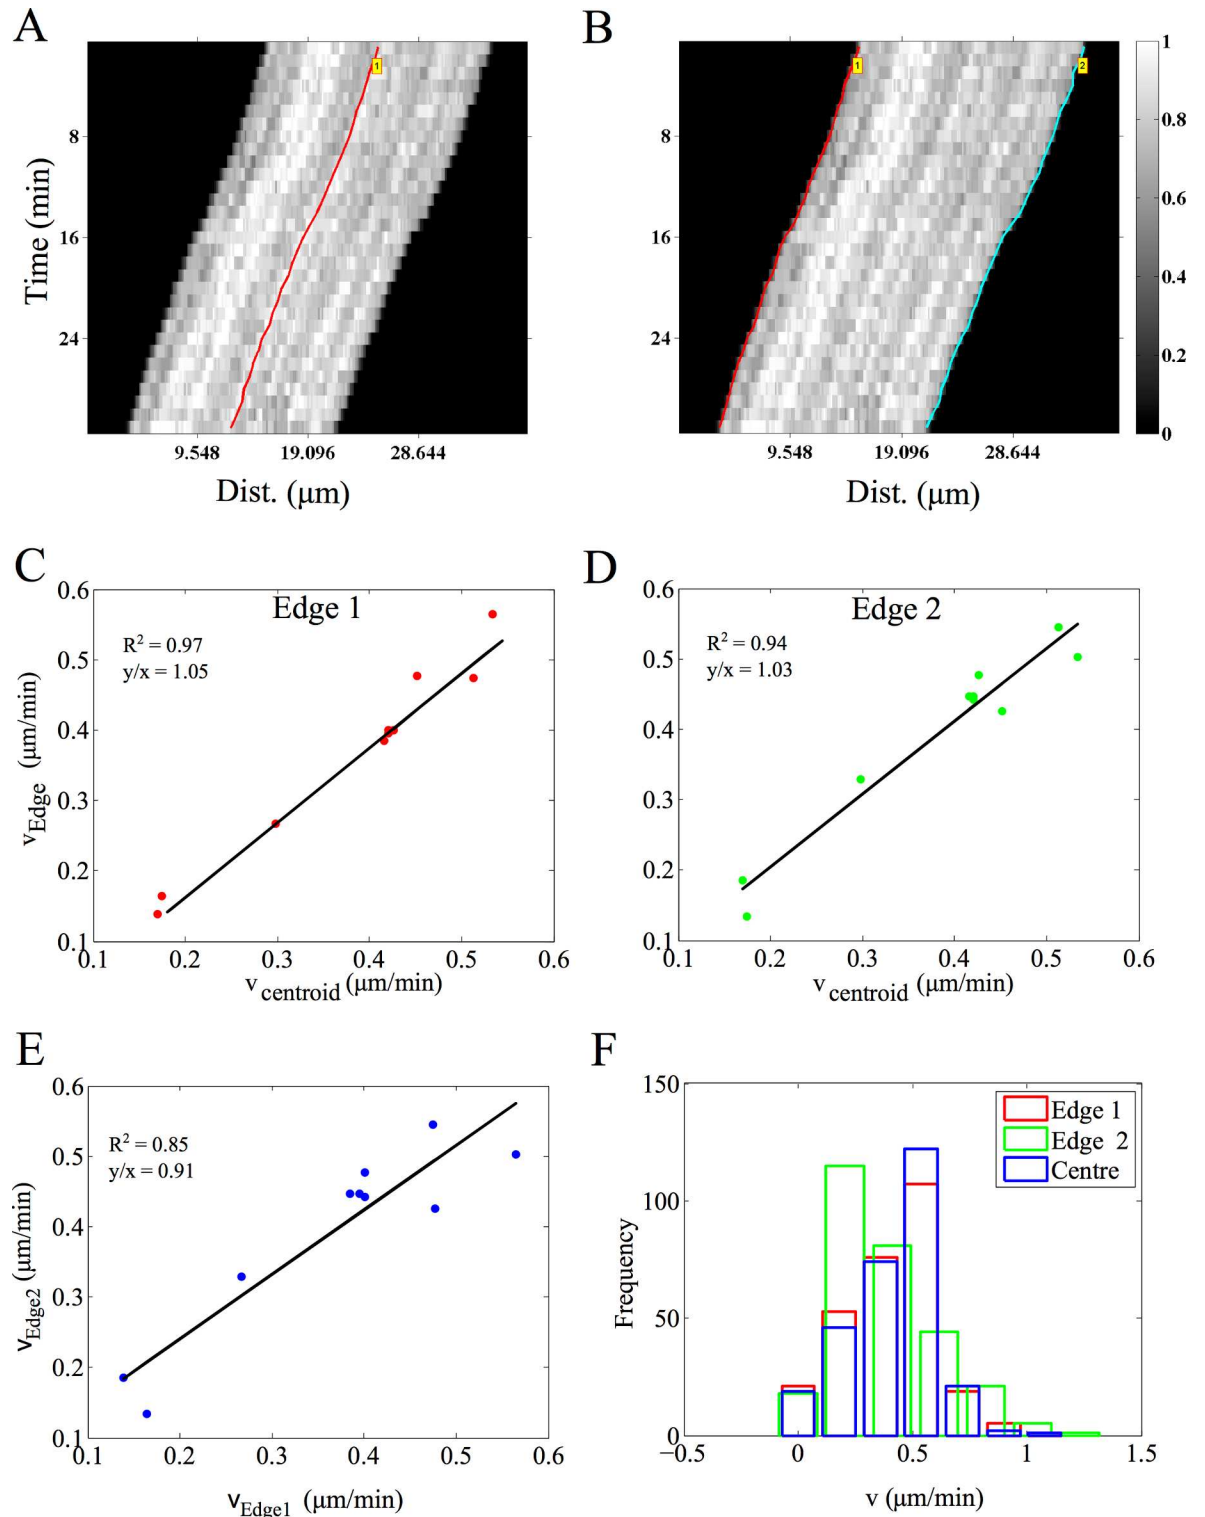 A
B
1
1
2
Time (min)
8
16
24
9.548
19.096
28.644
Dist. (μm)
8
16
24
9.548
19.096
28.644
Dist. (μm)
1
0.8
0.6
0.4
0.2
0
C
Edge 1
R² = 0.97
y/x = 1.05
0.6
0.5
0.4
0.3
0.2
0.1
0.1
0.2
0.3
0.4
0.5
0.6
vEdge (μm/min)
vcentroid (μm/min)
D
Edge 2
R² = 0.94
y/x = 1.03
0.6
0.5
0.4
0.3
0.2
0.1
0.1
0.2
0.3
0.4
0.5
0.6
vcentroid (μm/min)
E
R² = 0.85
y/x = 0.91
0.6
0.5
0.4
0.3
0.2
0.1
0.1
0.2
0.3
0.4
0.5
0.6
vEdge2 (μm/min)
vEdge1 (μm/min)
F
Edge 1
Edge 2
Centre
150
100
50
0
−0.5
0
0.5
1
1.5
Frequency
v (μm/min)